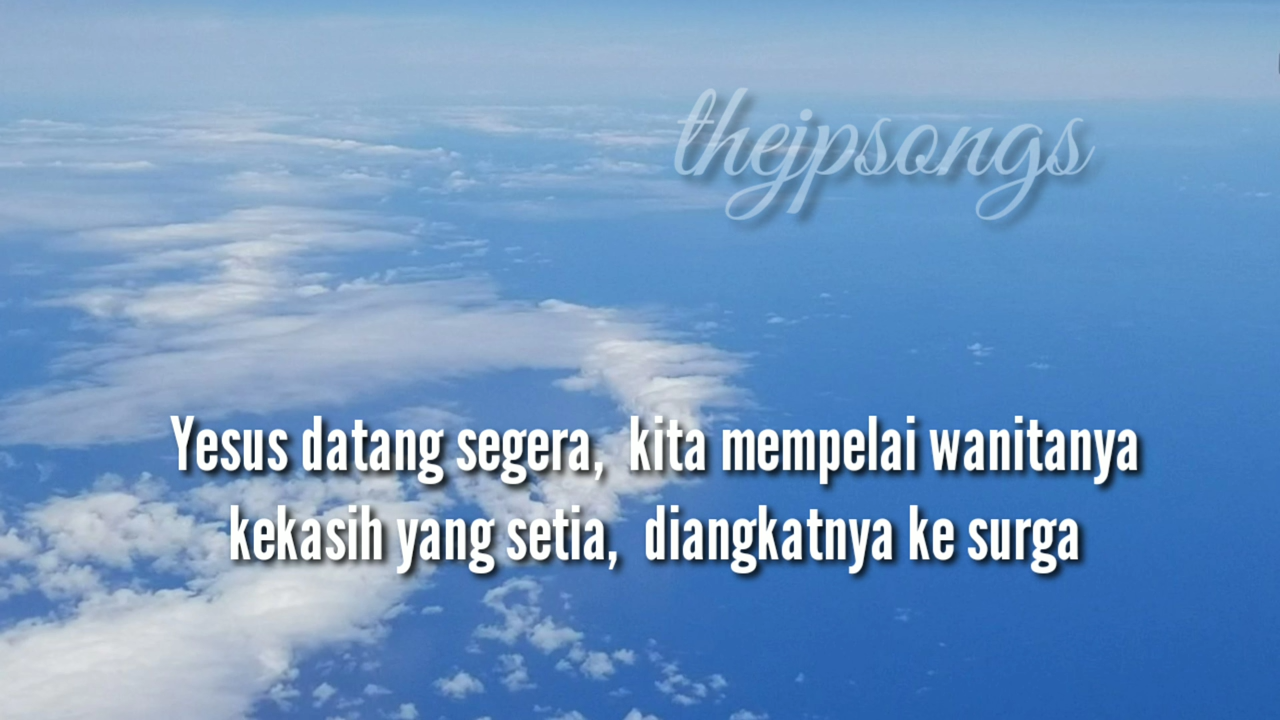 thejpsongs
Yesus datang segera, kita mempelai wanitanya
kekasih yang setia, diangkatnya ke surga